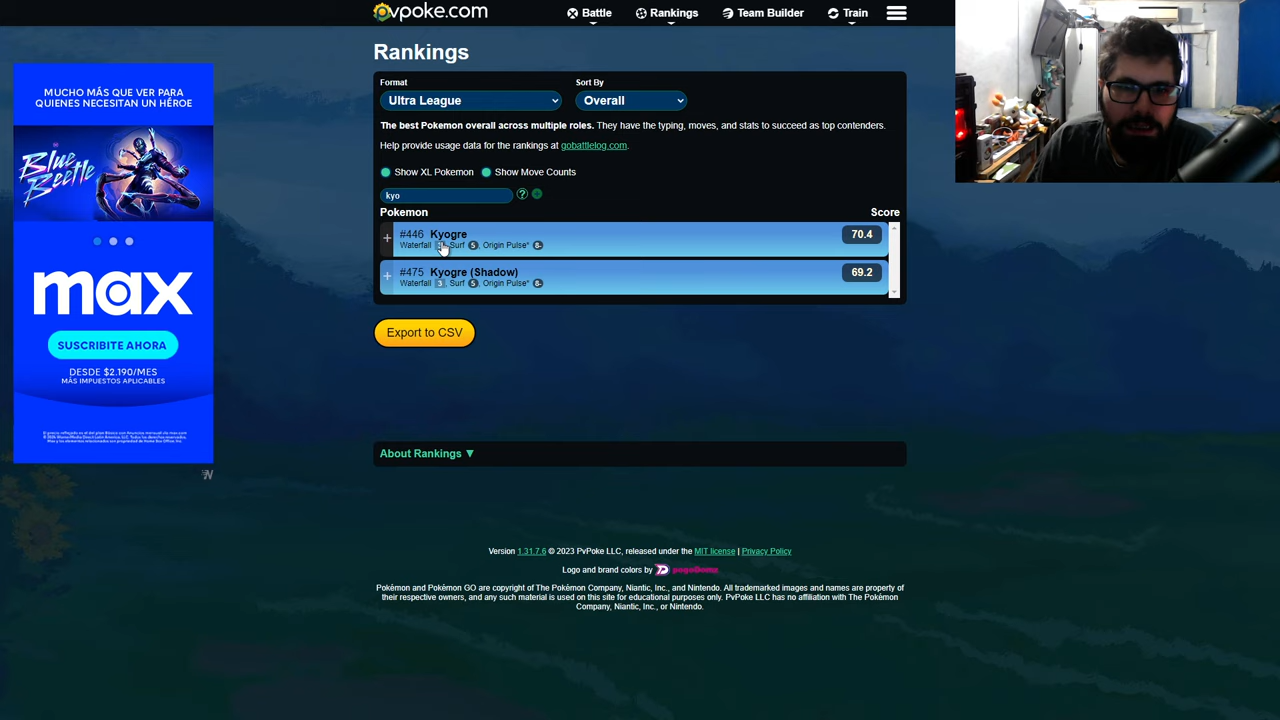 pvpoke.com
Battle
Rankings
Team Builder
Train
Rankings
Format
Sort By
Ultra League
Overall
The best Pokemon overall across multiple roles. They have the typing, moves, and stats to succeed as top contenders.
Help provide usage data for the rankings at gobattlelog.com.
Show XL Pokemon
Show Move Counts
kyo
?
+
Pokemon
Score
+
#446 Kyogre
70.4
Waterfall Surf 5, Origin Pulse* 8-
+
#475 Kyogre (Shadow)
69.2
Waterfall 3, Surf 5, Origin Pulse* 8-
Export to CSV
About Rankings ▼
Version 1.31.7.6 © 2023 PvPoke LLC, released under the MIT license | Privacy Policy
Logo and brand colors by
Pokémon and Pokémon GO are copyright of The Pokémon Company, Niantic, Inc., and Nintendo. All trademarked images and names are property of
their respective owners, and any such material is used on this site for educational purposes only. PvPoke LLC has no affiliation with The Pokémon
Company, Niantic, Inc., or Nintendo.
MUCHO MÁS QUE VER PARA
QUIENES NECESITAN UN HÉROE
BLUE
BEETLE
max
SUSCRIBITE AHORA
DESDE $2.190/MES
MÁS IMPUESTOS APLICABLES